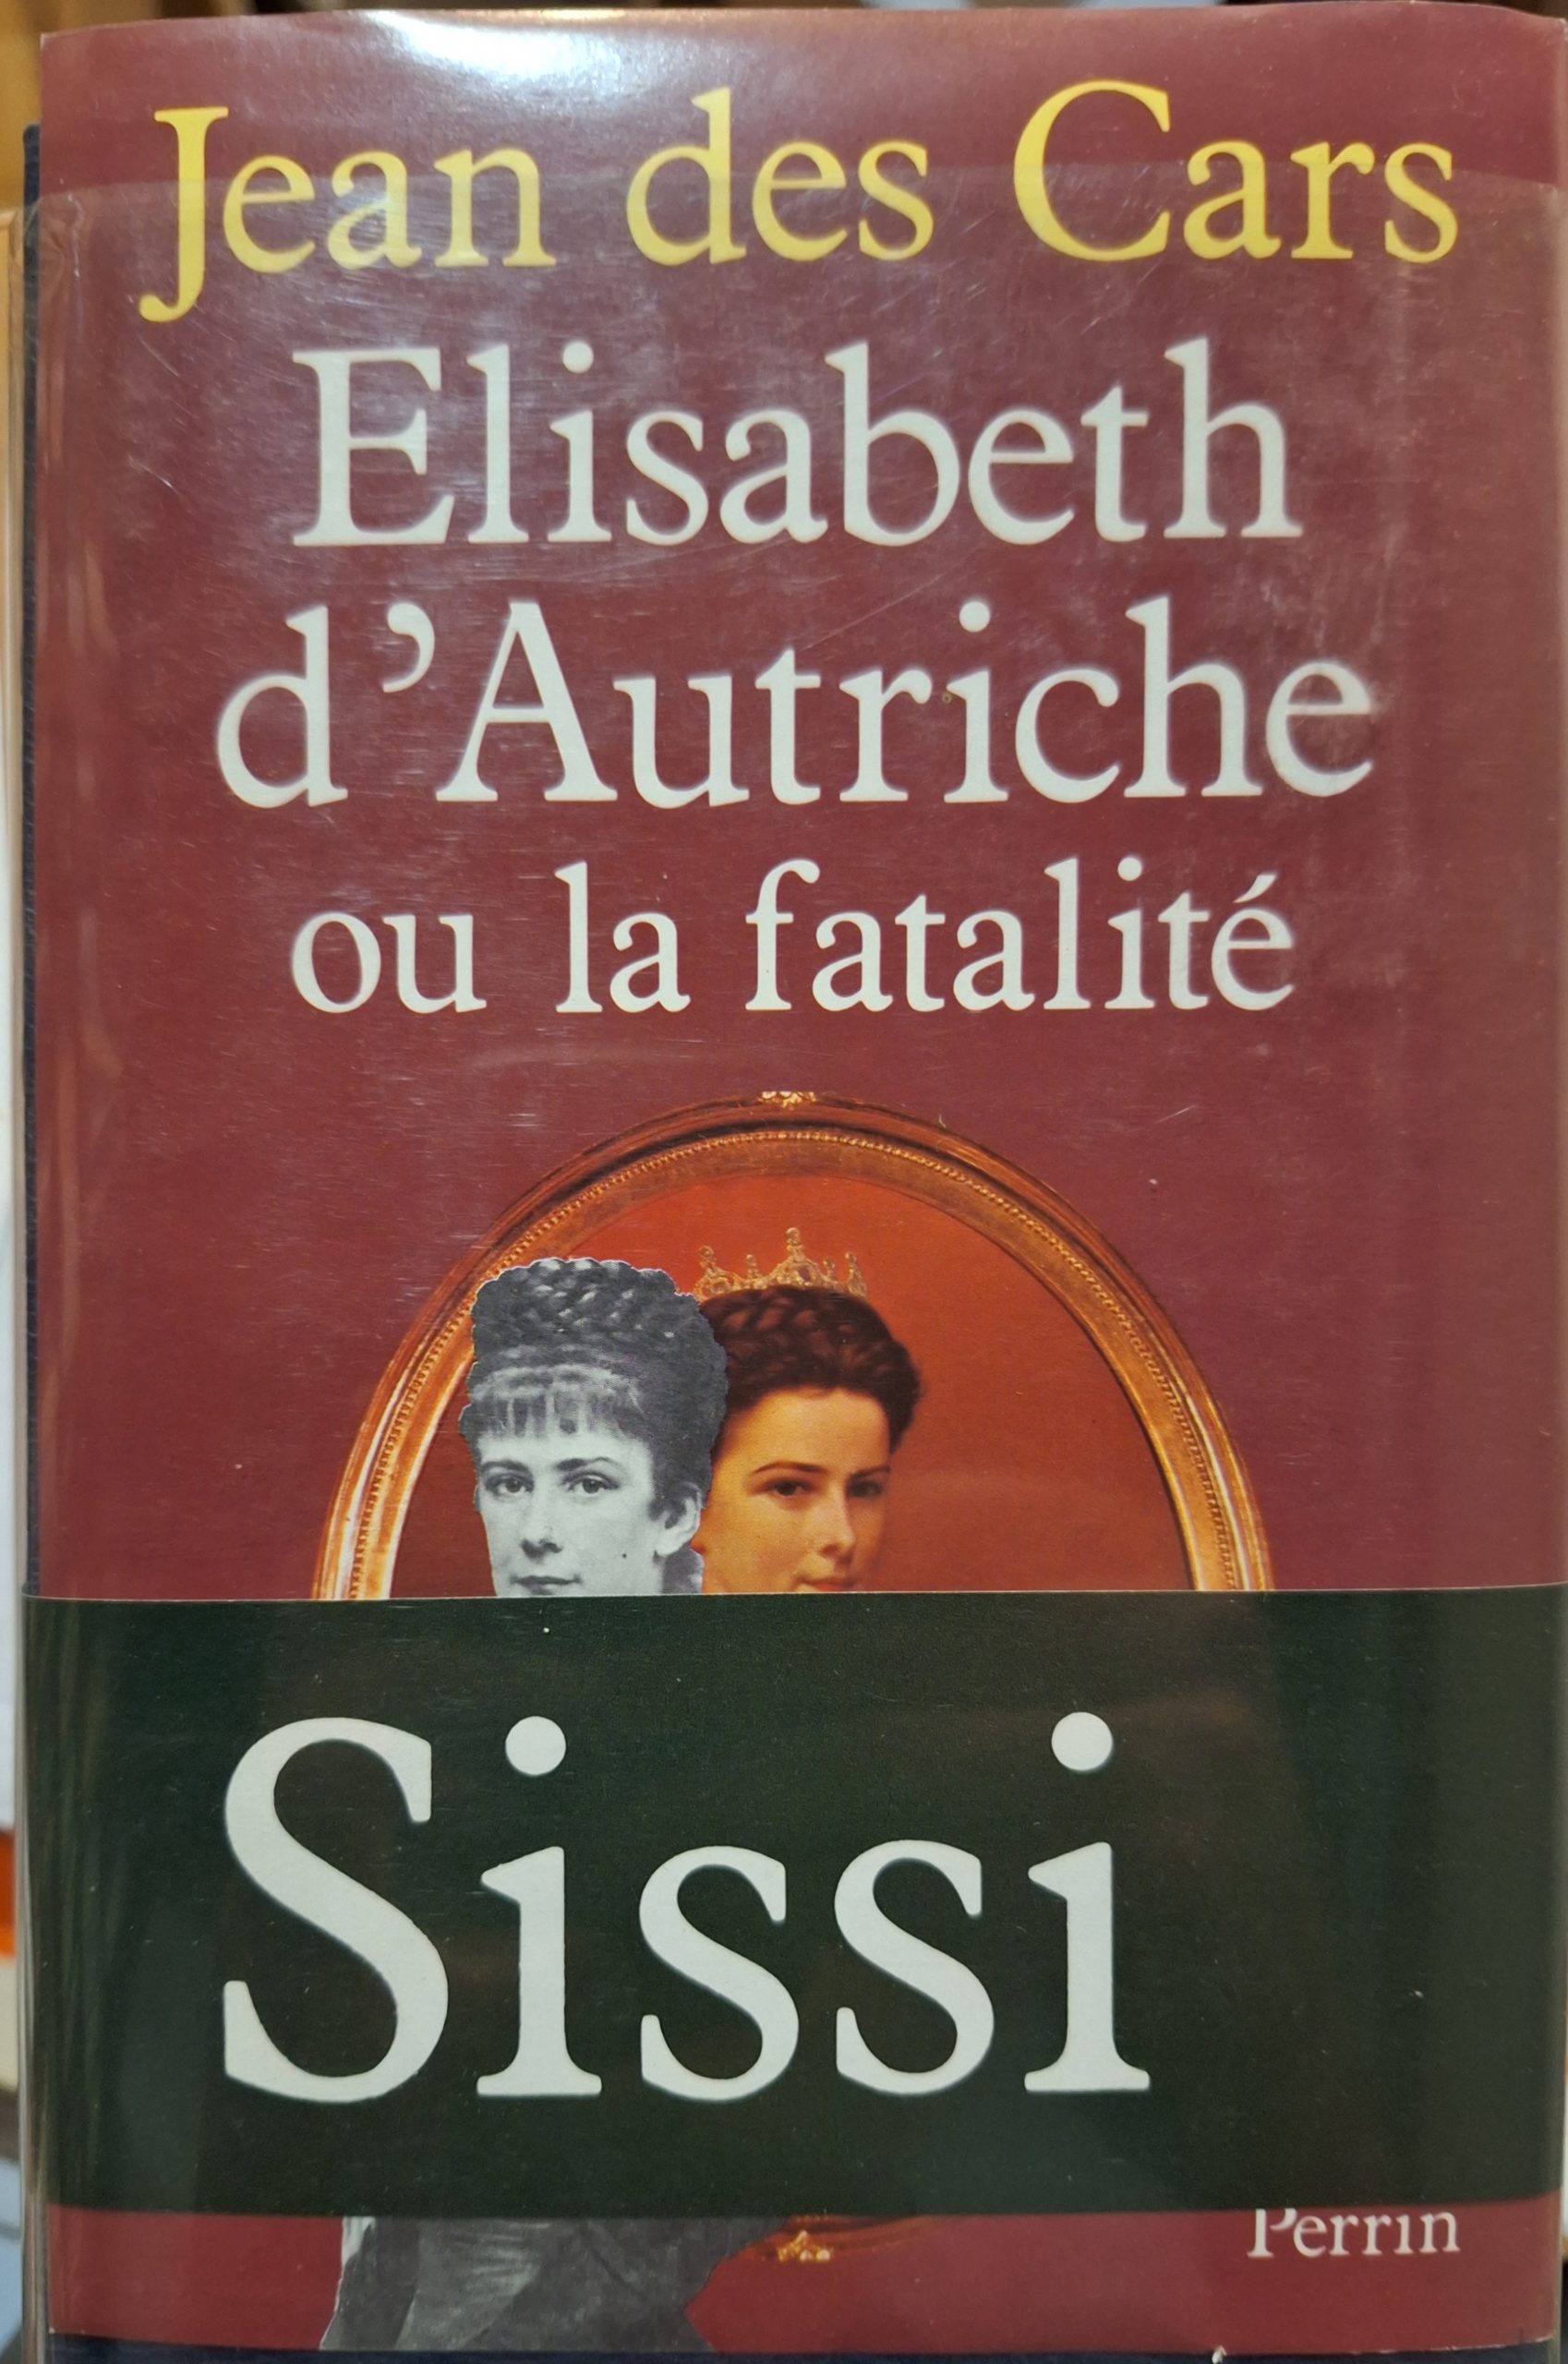 Jean des Cars
Elisabeth
d’Autriche
ou la fatalité
Sissi
Perrin